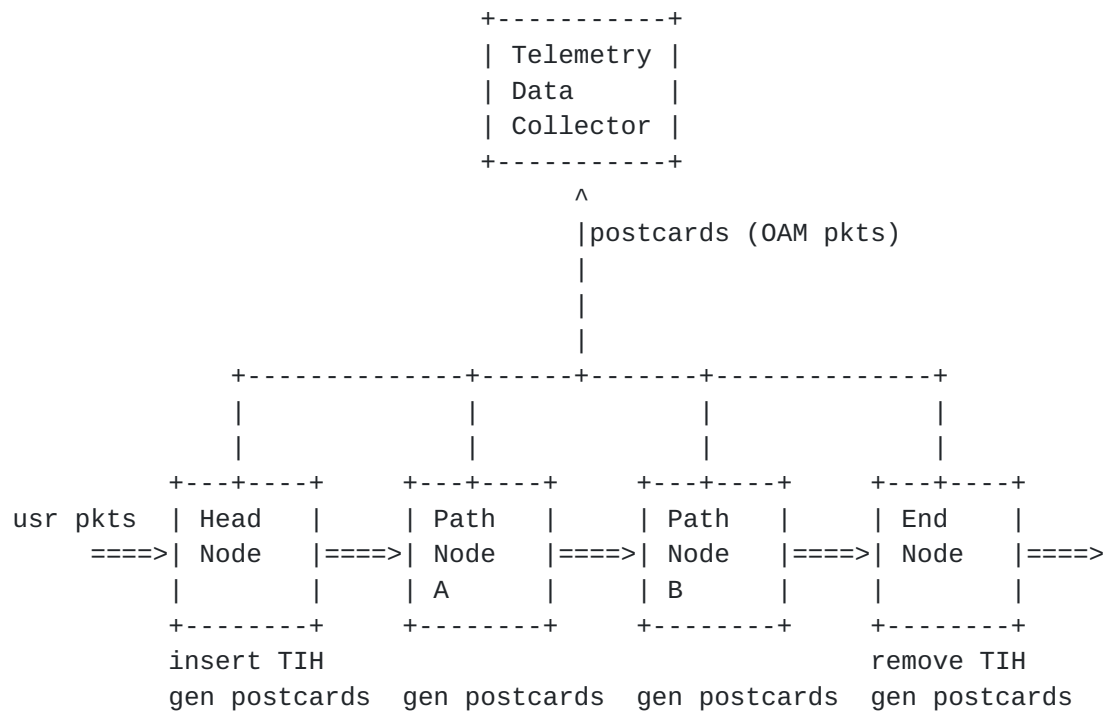 Telemetry
Data
Collector
postcards (OAM pkts)
usr pkts Head Path Path End
Node Node Node Node
A B
insert TIH remove TIH
gen postcards gen postcards gen postcards gen postcards